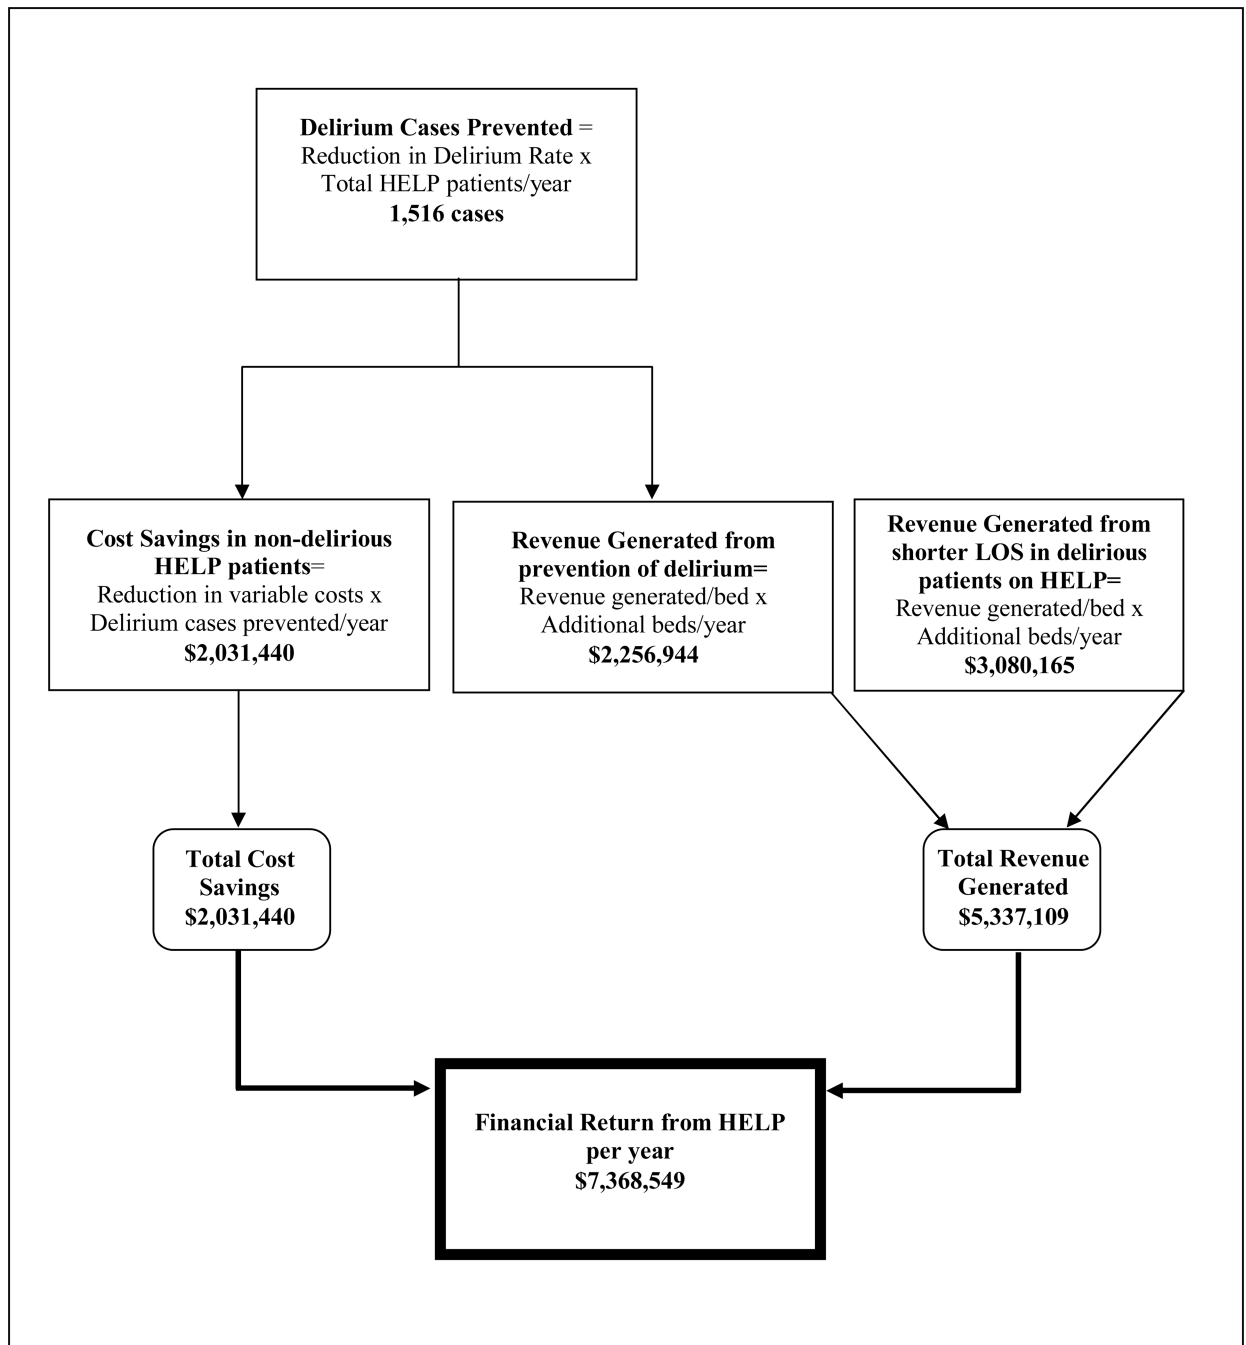 Delirium Cases Prevented =
Reduction in Delirium Rate x
Total HELP patients/year
1,516 cases
Cost Savings in non-delirious
HELP patients=
Reduction in variable costs x
Delirium cases prevented/year
$2,031,440
Revenue Generated from
prevention of delirium=
Revenue generated/bed x
Additional beds/year
$2,256,944
Revenue Generated from
shorter LOS in delirious
patients on HELP=
Revenue generated/bed x
Additional beds/year
$3,080,165
Total Cost
Savings
$2,031,440
Total Revenue
Generated
$5,337,109
Financial Return from HELP
per year
$7,368,549